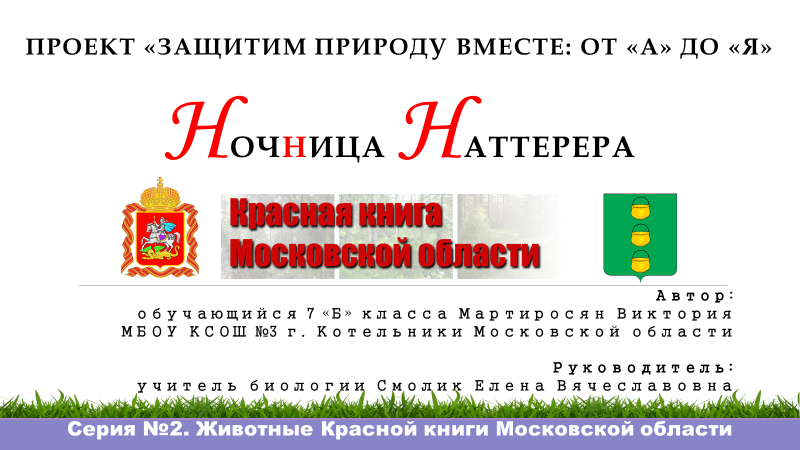 ПРОЕКТ «ЗАЩИТИМ ПРИРОДУ ВМЕСТЕ: ОТ «А» ДО «Я»
НОЧНИЦА НАТТЕРЕРА
Красная книга
Московской области
Автор:
обучающийся 7 «Б» класса Мартиросян Виктория
МБОУ КСОШ №3 г. Котельники Московской области
Руководитель:
учитель биологии Смолик Елена Вячеславовна
Серия №2. Животные Красной книги Московской области